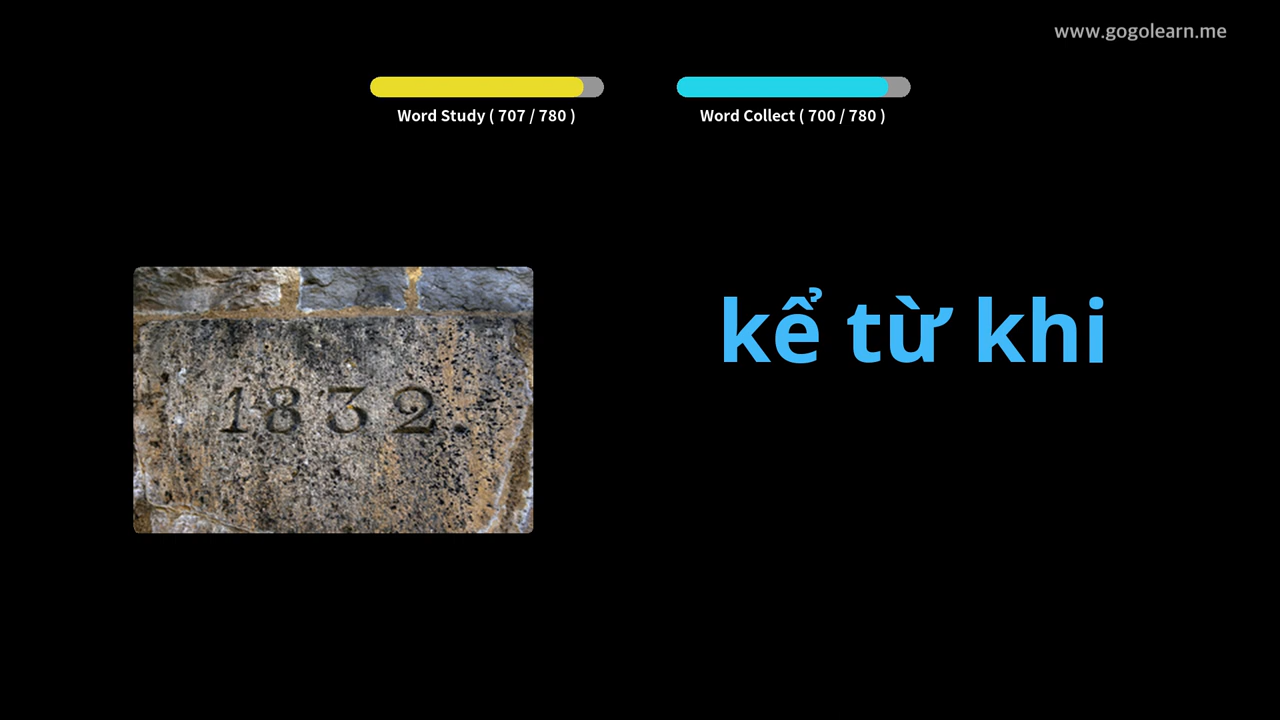 www.gogolearn.me
Word Study ( 707 / 780 )
Word Collect ( 700 / 780 )
kể từ khi
1832.